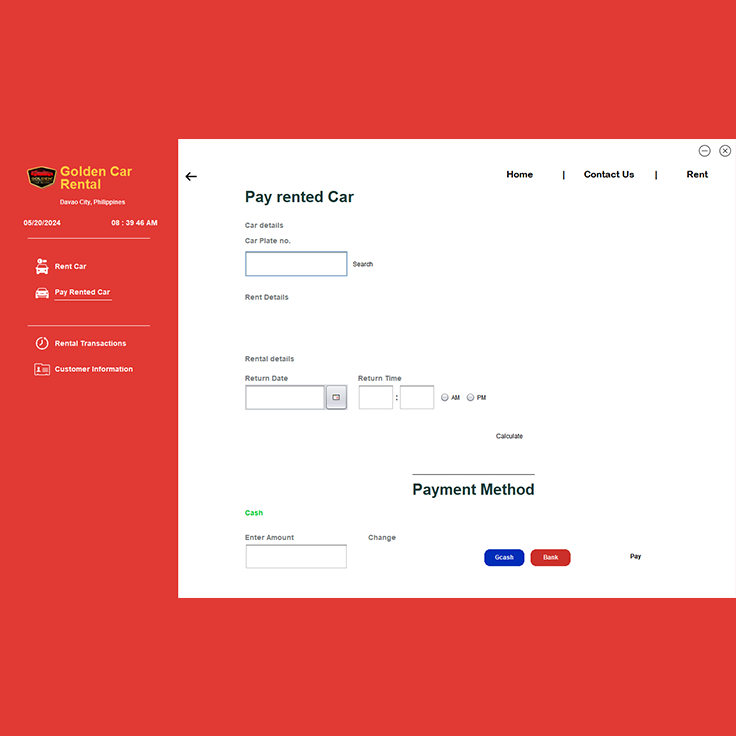 Golden Car
Rental
Davao City, Philippines
05/20/2024 08 : 39 46 AM
Rent Car
Pay Rented Car
Rental Transactions
Customer Information
Home | Contact Us | Rent
Pay rented Car
Car details
Car Plate no.
Search
Rent Details
Rental details
Return Date Return Time
: AM PM
Calculate
Payment Method
Cash
Enter Amount Change
Gcash Bank Pay